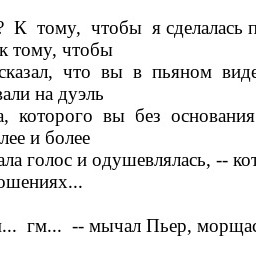 ? К тому, чтобы я сделалась п
к тому, чтобы
сказал, что вы в пьяном виде
вали на дуэль
а, которого вы без основания
лее и более
ала голос и одушевлялась, -- кот
ошениях...
... гм... -- мычал Пьер, морщас